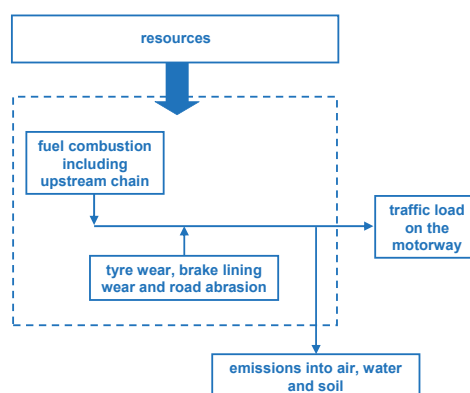 resources
fuel combustion
including
upstream chain
traffic load
on the
motorway
tyre wear, brake lining
wear and road abrasion
emissions into air, water
and soil